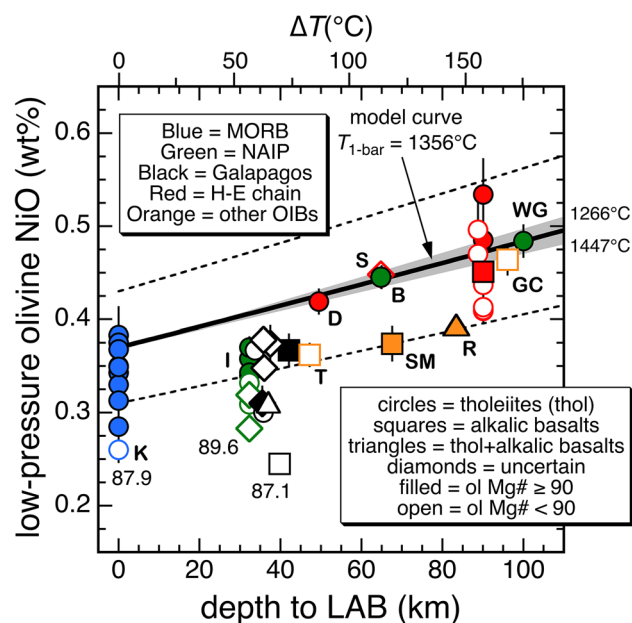 ΔT(°C)
0 50 100 150
low-pressure olivine NiO (wt%)
0.6
0.5
0.4
0.3
0.2
Blue = MORB
Green = NAIP
Black = Galapagos
Red = H-E chain
Orange = other OIBs
model curve
T1-bar = 1356°C
1266°C
1447°C
WG
S
B
GC
D
I
T
SM
R
K
87.9
89.6
87.1
circles = tholeiites (thol)
squares = alkalic basalts
triangles = thol+alkalic basalts
diamonds = uncertain
filled = ol Mg# ≥ 90
open = ol Mg# < 90
0 20 40 60 80 100
depth to LAB (km)